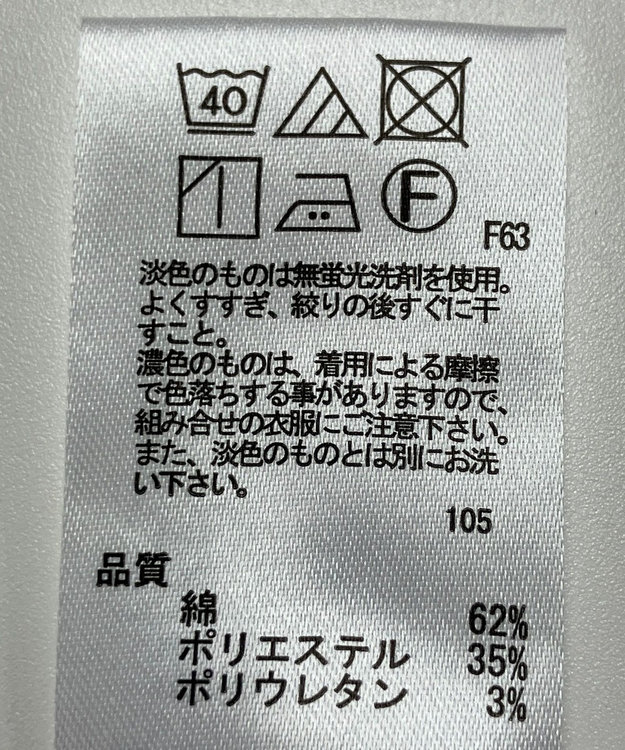 40
F
F63
淡色のものは無蛍光洗剤を使用。
よくすすぎ、絞りの後すぐに干
すこと。
濃色のものは、着用による摩擦
で色落ちする事がありますので、
組み合せの衣服にご注意下さい。
また、淡色のものとは別にお洗
い下さい。
105
品質
綿 62%
ポリエステル 35%
ポリウレタン 3%